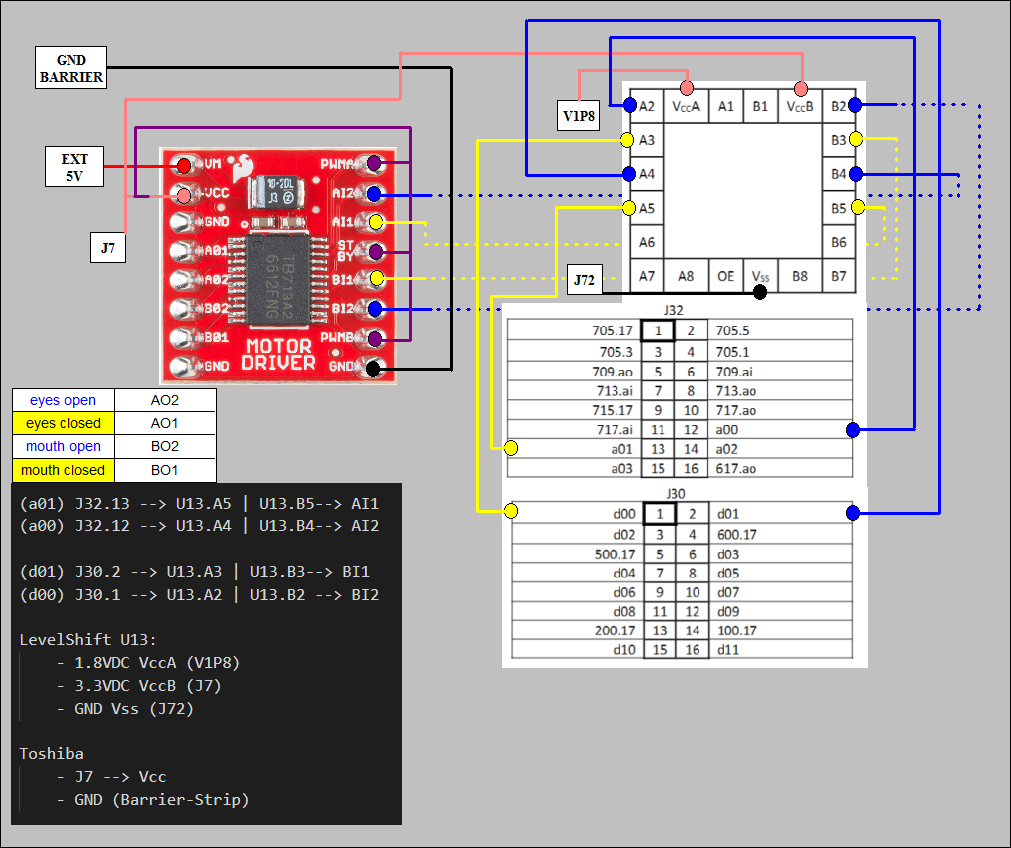 GND
BARRIER
EXT
5V
J7
V1P8
J72
VM
VCC
GND
A01
A02
B02
B01
GND
PWMA
AI2
AI1
ST
BY
BI1
BI2
PWMB
GND
10-20L
J3 ②
TB713A2
6612FNG
MOTOR
DRIVER
A2 VccA A1 B1 VccB B2
A3 B3
A4 B4
A5 B5
A6 B6
A7 A8 OE Vss B8 B7
J32
705.17 1 2 705.5
705.3 3 4 705.1
709.ao 5 6 709.ai
713.ai 7 8 713.ao
715.17 9 10 717.ao
717.ai 11 12 a00
a01 13 14 a02
a03 15 16 617.ao
J30
d00 1 2 d01
d02 3 4 600.17
500.17 5 6 d03
d04 7 8 d05
d06 9 10 d07
d08 11 12 d09
200.17 13 14 100.17
d10 15 16 d11
eyes open AO2
eyes closed AO1
mouth open BO2
mouth closed BO1
(a01) J32.13 --> U13.A5 | U13.B5--> AI1
(a00) J32.12 --> U13.A4 | U13.B4--> AI2
(d01) J30.2 --> U13.A3 | U13.B3--> BI1
(d00) J30.1 --> U13.A2 | U13.B2 --> BI2
LevelShift U13:
- 1.8VDC VccA (V1P8)
- 3.3VDC VccB (J7)
- GND Vss (J72)
Toshiba
- J7 --> Vcc
- GND (Barrier-Strip)